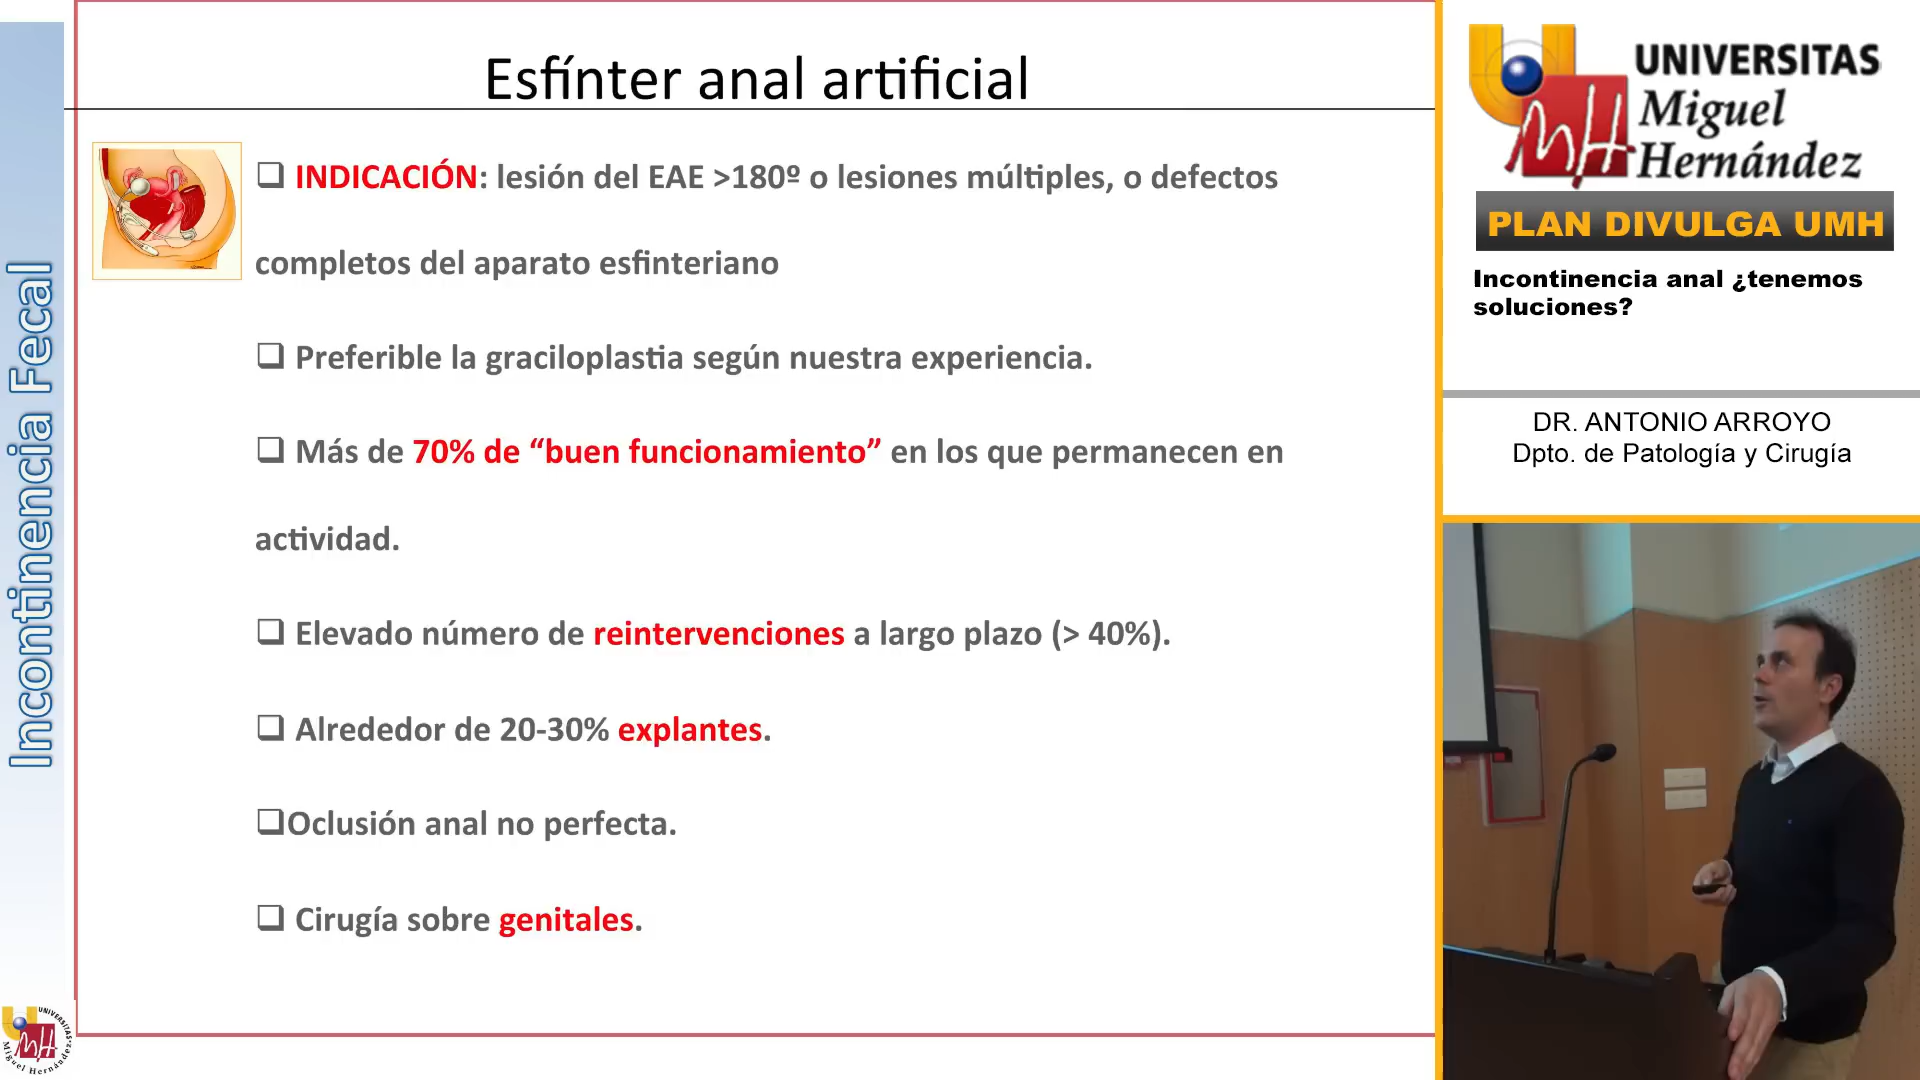 Esfínter anal artificial
INDICACIÓN: lesión del EAE >180º o lesiones múltiples, o defectos
completos del aparato esfinteriano
Preferible la graciloplastia según nuestra experiencia.
Más de 70% de “buen funcionamiento” en los que permanecen en
actividad.
Elevado número de reintervenciones a largo plazo (> 40%).
Alrededor de 20-30% explantes.
Oclusión anal no perfecta.
Cirugía sobre genitales.
Incontinencia Fecal
UNIVERSITAS
Miguel Hernández
UNIVERSITAS
Miguel
Hernández
PLAN DIVULGA UMH
Incontinencia anal ¿tenemos
soluciones?
DR. ANTONIO ARROYO
Dpto. de Patología y Cirugía